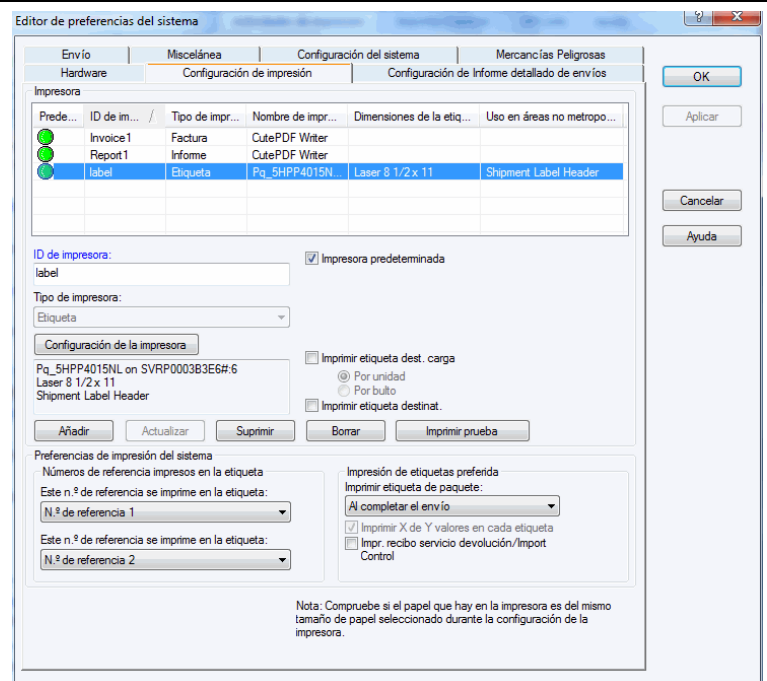 Editor de preferencias del sistema
Envío
Miscelánea
Configuración del sistema
Mercancías Peligrosas
Hardware
Configuración de impresión
Configuración de Informe detallado de envíos
Impresora
Prede...
ID de im...
Tipo de impr...
Nombre de impr...
Dimensiones de la etiq...
Uso en áreas no metropo...
Invoice1
Factura
CutePDF Writer
Report1
Informe
CutePDF Writer
label
Etiqueta
Pq_5HPP4015N...
Laser 8 1/2 x 11
Shipment Label Header
ID de impresora:
Impresora predeterminada
label
Tipo de impresora:
Etiqueta
Configuración de la impresora
Pq_5HPP4015NL on SVRP0003B3E6#:6
Laser 8 1/2 x 11
Shipment Label Header
Imprimir etiqueta dest. carga
Por unidad
Por bulto
Imprimir etiqueta destinat.
Añadir
Actualizar
Suprimir
Borrar
Imprimir prueba
Preferencias de impresión del sistema
Números de referencia impresos en la etiqueta
Este n.º de referencia se imprime en la etiqueta:
N.º de referencia 1
Este n.º de referencia se imprime en la etiqueta:
N.º de referencia 2
Impresión de etiquetas preferida
Imprimir etiqueta de paquete:
Al completar el envío
Imprimir X de Y valores en cada etiqueta
Impr. recibo servicio devolución/Import
Control
Nota: Compruebe si el papel que hay en la impresora es del mismo
tamaño de papel seleccionado durante la configuración de la
impresora.
OK
Aplicar
Cancelar
Ayuda